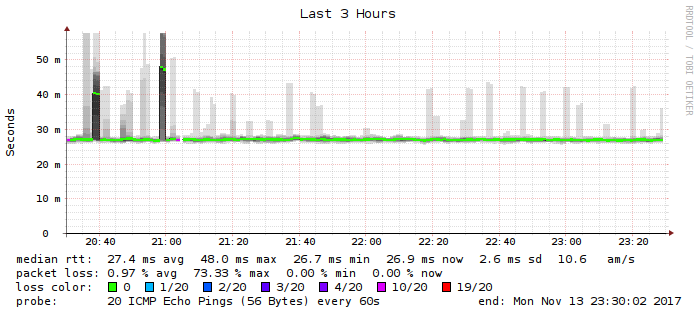 Last 3 Hours
RRDTOOL / TOBI OETIKER
Seconds
50 m
40 m
30 m
20 m
10 m
0
20:40 21:00 21:20 21:40 22:00 22:20 22:40 23:00 23:20
median rtt: 27.4 ms avg 48.0 ms max 26.7 ms min 26.9 ms now 2.6 ms sd 10.6 am/s
packet loss: 0.97 % avg 73.33 % max 0.00 % min 0.00 % now
loss color: 0 1/20 2/20 3/20 4/20 10/20 19/20
probe: 20 ICMP Echo Pings (56 Bytes) every 60s end: Mon Nov 13 23:30:02 2017